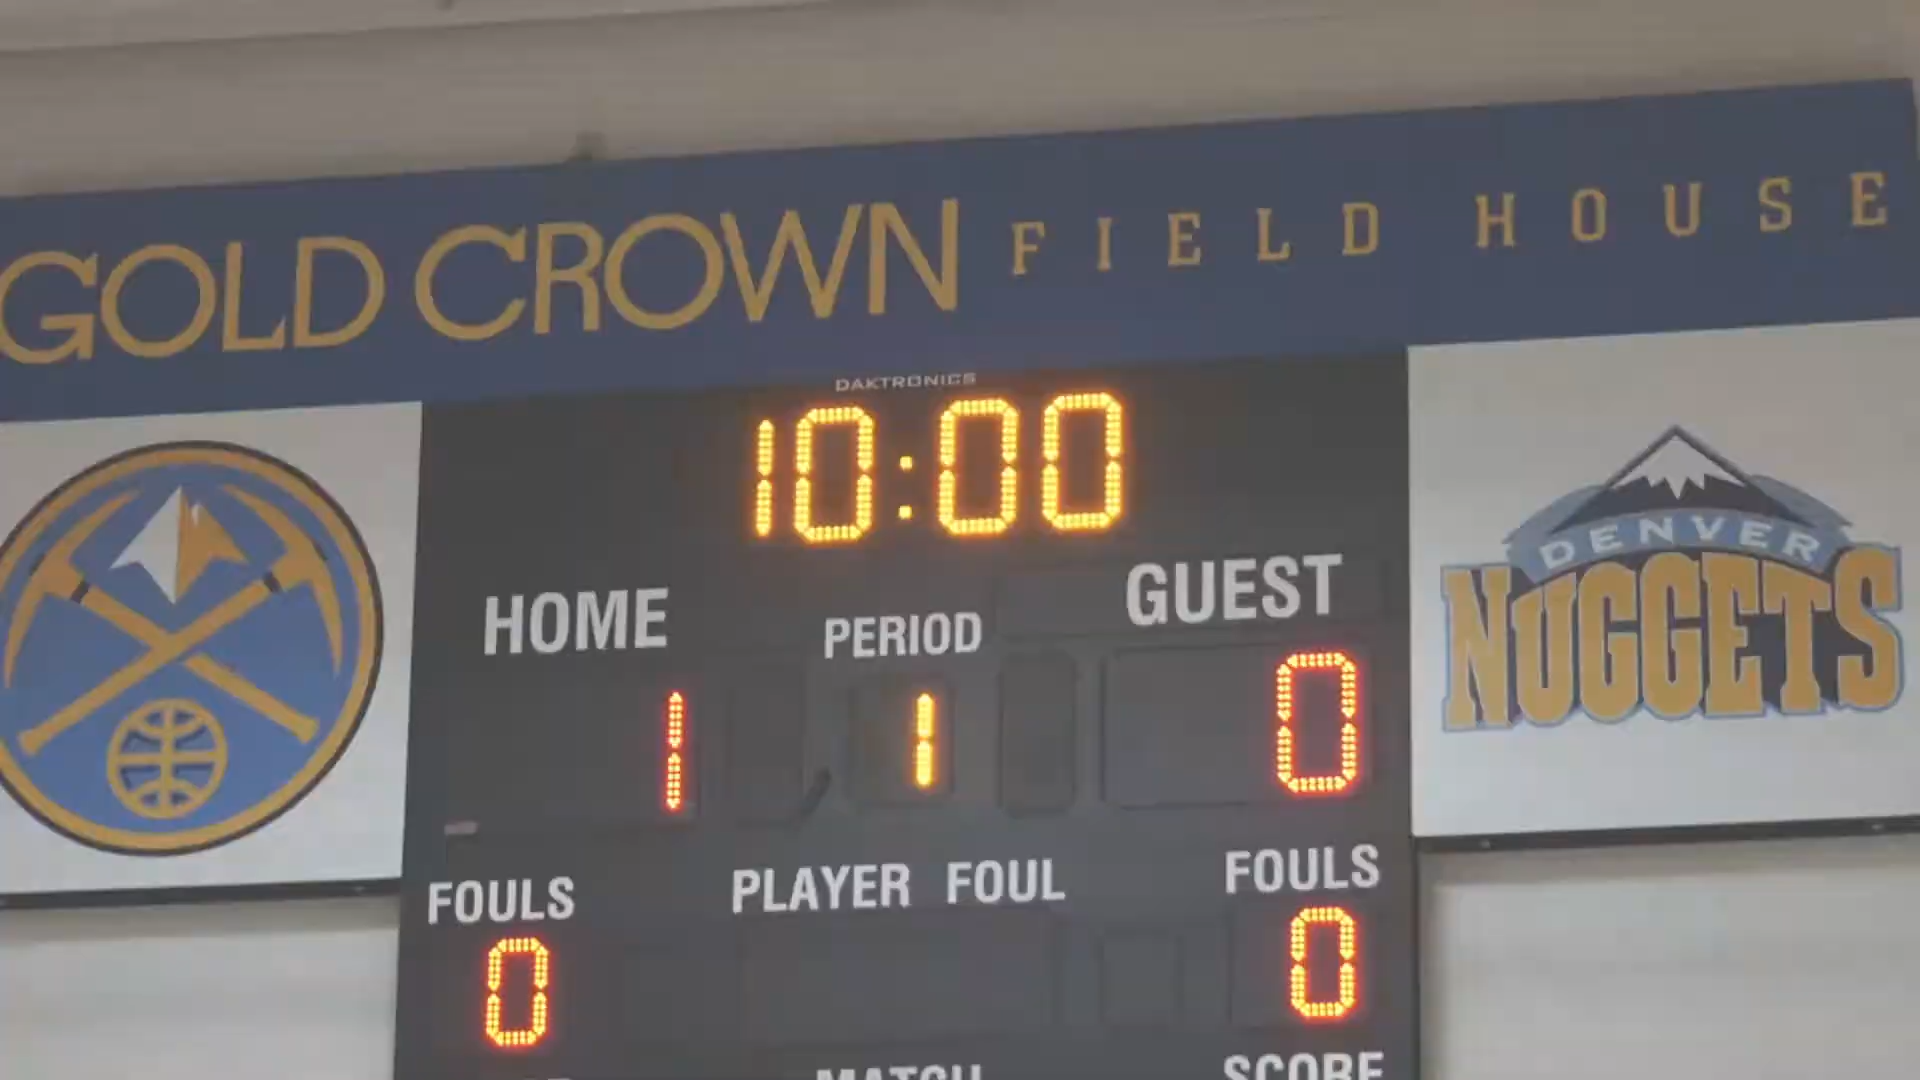 GOLD CROWN FIELD HOUSE
DAKTRONICS
10:00
HOME PERIOD GUEST
1 1 0
DENVER
NUGGETS
FOULS PLAYER FOUL FOULS
0 0
MATCH SCORE